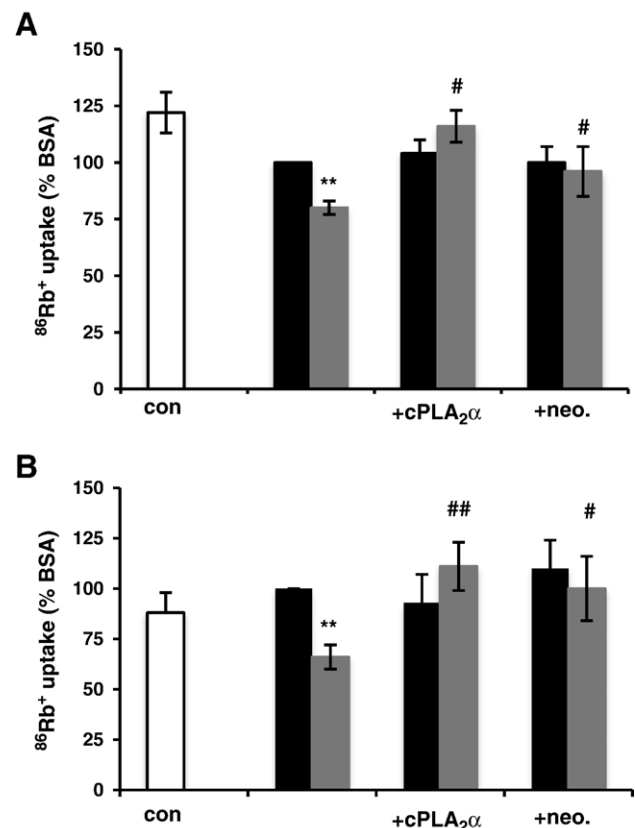 A
150
125
100
75
50
25
0
⁸⁶Rb⁺ uptake (% BSA)
**
#
#
con
+cPLA₂α
+neo.
B
150
125
100
75
50
25
0
⁸⁶Rb⁺ uptake (% BSA)
**
##
#
con
+cPLA₂α
+neo.